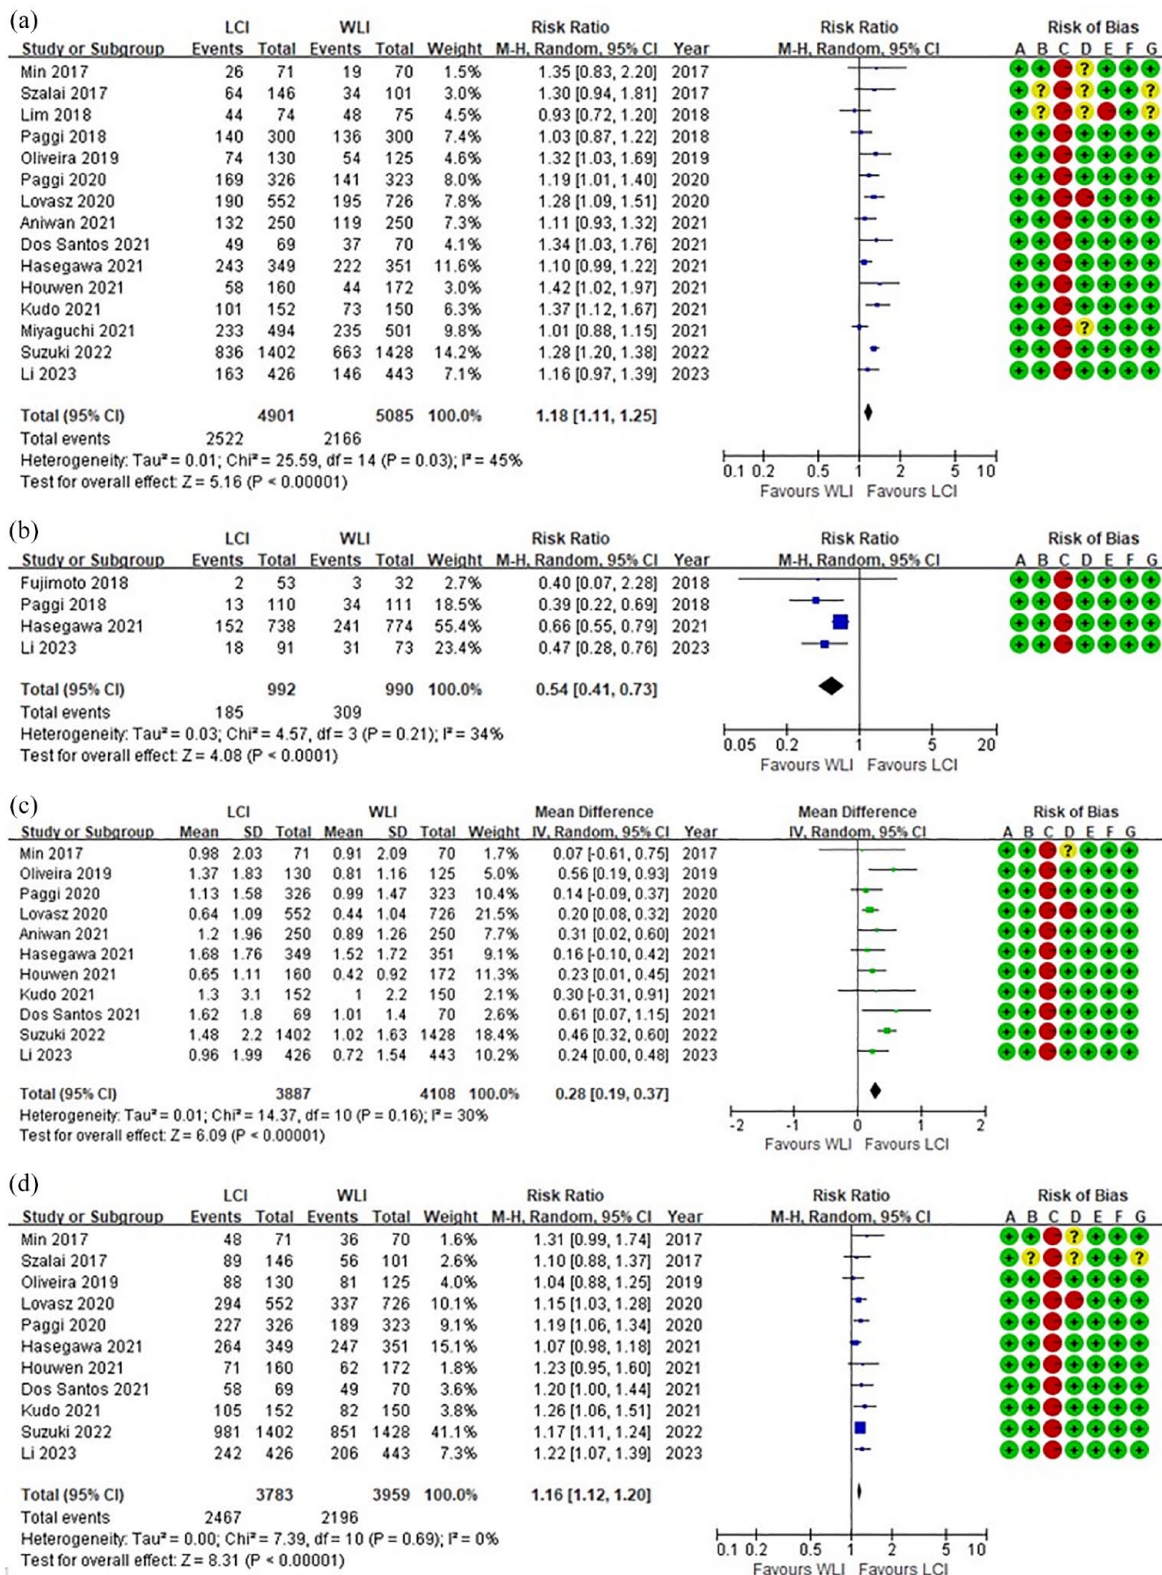 (a)
LCI WLI Risk Ratio Risk Ratio Risk of Bias
Study or Subgroup Events Total Events Total Weight M-H, Random, 95% CI Year M-H, Random, 95% CI A B C D E F G
Min 2017 26 71 19 70 1.5% 1.35 [0.83, 2.20] 2017 + + - ? + + +
Szalai 2017 64 146 34 101 3.0% 1.30 [0.94, 1.81] 2017 + ? - ? + + ?
Lim 2018 44 74 48 75 4.5% 0.93 [0.72, 1.20] 2018 + ? - ? - + ?
Paggi 2018 140 300 136 300 7.4% 1.03 [0.87, 1.22] 2018 + + - + + + +
Oliveira 2019 74 130 54 125 4.6% 1.32 [1.03, 1.69] 2019 + + - + + + +
Paggi 2020 169 326 141 323 8.0% 1.19 [1.01, 1.40] 2020 + + - + + + +
Lovasz 2020 190 552 195 726 7.8% 1.28 [1.09, 1.51] 2020 + + - - + + +
Aniwan 2021 132 250 119 250 7.3% 1.11 [0.93, 1.32] 2021 + + - + + + +
Dos Santos 2021 49 69 37 70 4.1% 1.34 [1.03, 1.76] 2021 + + - + + + +
Hasegawa 2021 243 349 222 351 11.6% 1.10 [0.99, 1.22] 2021 + + - + + + +
Houwen 2021 58 160 44 172 3.0% 1.42 [1.02, 1.97] 2021 + + - + + + +
Kudo 2021 101 152 73 150 6.3% 1.37 [1.12, 1.67] 2021 + + - + + + +
Miyaguchi 2021 233 494 235 501 9.8% 1.01 [0.88, 1.15] 2021 + + - ? + + +
Suzuki 2022 836 1402 663 1428 14.2% 1.28 [1.20, 1.38] 2022 + + - + + + +
Li 2023 163 426 146 443 7.1% 1.16 [0.97, 1.39] 2023 + + - + + + +
Total (95% CI) 4901 5085 100.0% 1.18 [1.11, 1.25]
Total events 2522 2166
Heterogeneity: Tau² = 0.01; Chi² = 25.59, df = 14 (P = 0.03); I² = 45%
Test for overall effect: Z = 5.16 (P < 0.00001)
0.1 0.2 0.5 1 2 5 10
Favours WLI Favours LCI
(b)
LCI WLI Risk Ratio Risk Ratio Risk of Bias
Study or Subgroup Events Total Events Total Weight M-H, Random, 95% CI Year M-H, Random, 95% CI A B C D E F G
Fujimoto 2018 2 53 3 32 2.7% 0.40 [0.07, 2.28] 2018 + + - + + + +
Paggi 2018 13 110 34 111 18.5% 0.39 [0.22, 0.69] 2018 + + - + + + +
Hasegawa 2021 152 738 241 774 55.4% 0.66 [0.55, 0.79] 2021 + + - + + + +
Li 2023 18 91 31 73 23.4% 0.47 [0.28, 0.76] 2023 + + - + + + +
Total (95% CI) 992 990 100.0% 0.54 [0.41, 0.73]
Total events 185 309
Heterogeneity: Tau² = 0.03; Chi² = 4.57, df = 3 (P = 0.21); I² = 34%
Test for overall effect: Z = 4.08 (P < 0.0001)
0.05 0.2 1 5 20
Favours WLI Favours LCI
(c)
LCI WLI Mean Difference Mean Difference Risk of Bias
Study or Subgroup Mean SD Total Mean SD Total Weight IV, Random, 95% CI Year IV, Random, 95% CI A B C D E F G
Min 2017 0.98 2.03 71 0.91 2.09 70 1.7% 0.07 [-0.61, 0.75] 2017 + + - ? + + +
Oliveira 2019 1.37 1.83 130 0.81 1.16 125 5.0% 0.56 [0.19, 0.93] 2019 + + - + + + +
Paggi 2020 1.13 1.58 326 0.99 1.47 323 10.4% 0.14 [-0.09, 0.37] 2020 + + - + + + +
Lovasz 2020 0.64 1.09 552 0.44 1.04 726 21.5% 0.20 [0.08, 0.32] 2020 + + - - + + +
Aniwan 2021 1.2 1.96 250 0.89 1.26 250 7.7% 0.31 [0.02, 0.60] 2021 + + - + + + +
Hasegawa 2021 1.68 1.76 349 1.52 1.72 351 9.1% 0.16 [-0.10, 0.42] 2021 + + - + + + +
Houwen 2021 0.65 1.11 160 0.42 0.92 172 11.3% 0.23 [0.01, 0.45] 2021 + + - + + + +
Kudo 2021 1.3 3.1 152 1 2.2 150 2.1% 0.30 [-0.31, 0.91] 2021 + + - + + + +
Dos Santos 2021 1.62 1.8 69 1.01 1.4 70 2.6% 0.61 [0.07, 1.15] 2021 + + - + + + +
Suzuki 2022 1.48 2.2 1402 1.02 1.63 1428 18.4% 0.46 [0.32, 0.60] 2022 + + - + + + +
Li 2023 0.96 1.99 426 0.72 1.54 443 10.2% 0.24 [0.00, 0.48] 2023 + + - + + + +
Total (95% CI) 3887 4108 100.0% 0.28 [0.19, 0.37]
Heterogeneity: Tau² = 0.01; Chi² = 14.37, df = 10 (P = 0.16); I² = 30%
Test for overall effect: Z = 6.09 (P < 0.00001)
-2 -1 0 1 2
Favours WLI Favours LCI
(d)
LCI WLI Risk Ratio Risk Ratio Risk of Bias
Study or Subgroup Events Total Events Total Weight M-H, Random, 95% CI Year M-H, Random, 95% CI A B C D E F G
Min 2017 48 71 36 70 1.6% 1.31 [0.99, 1.74] 2017 + + - ? + + +
Szalai 2017 89 146 56 101 2.6% 1.10 [0.88, 1.37] 2017 + ? - ? + + ?
Oliveira 2019 88 130 81 125 4.0% 1.04 [0.88, 1.25] 2019 + + - + + + +
Lovasz 2020 294 552 337 726 10.1% 1.15 [1.03, 1.28] 2020 + + - - + + +
Paggi 2020 227 326 189 323 9.1% 1.19 [1.06, 1.34] 2020 + + - + + + +
Hasegawa 2021 264 349 247 351 15.1% 1.07 [0.98, 1.18] 2021 + + - + + + +
Houwen 2021 71 160 62 172 1.8% 1.23 [0.95, 1.60] 2021 + + - + + + +
Dos Santos 2021 58 69 49 70 3.6% 1.20 [1.00, 1.44] 2021 + + - + + + +
Kudo 2021 105 152 82 150 3.8% 1.26 [1.06, 1.51] 2021 + + - + + + +
Suzuki 2022 981 1402 851 1428 41.1% 1.17 [1.11, 1.24] 2022 + + - + + + +
Li 2023 242 426 206 443 7.3% 1.22 [1.07, 1.39] 2023 + + - + + + +
Total (95% CI) 3783 3959 100.0% 1.16 [1.12, 1.20]
Total events 2467 2196
Heterogeneity: Tau² = 0.00; Chi² = 7.39, df = 10 (P = 0.69); I² = 0%
Test for overall effect: Z = 8.31 (P < 0.00001)
0.1 0.2 0.5 1 2 5 10
Favours WLI Favours LCI